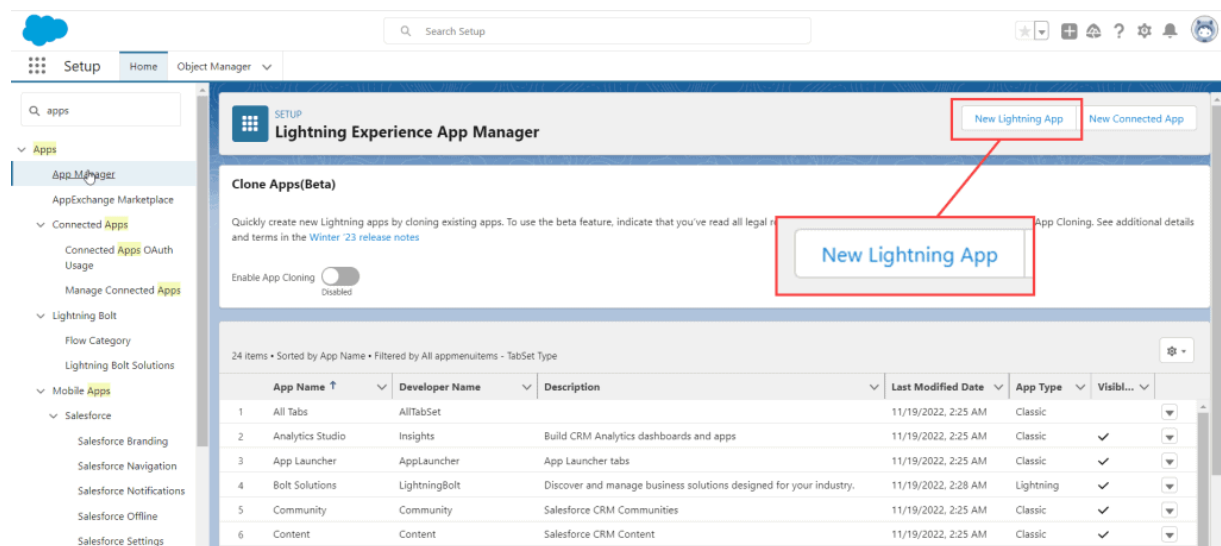 Search Setup
Setup
Home
Object Manager
apps
Apps
App Manager
AppExchange Marketplace
Connected Apps
Connected Apps OAuth
Usage
Manage Connected Apps
Lightning Bolt
Flow Category
Lightning Bolt Solutions
Mobile Apps
Salesforce
Salesforce Branding
Salesforce Navigation
Salesforce Notifications
Salesforce Offline
Salesforce Settings
SETUP
Lightning Experience App Manager
New Lightning App
New Connected App
Clone Apps(Beta)
Quickly create new Lightning apps by cloning existing apps. To use the beta feature, indicate that you've read all legal App Cloning. See additional details
and terms in the Winter '23 release notes
New Lightning App
Enable App Cloning
Disabled
24 items • Sorted by App Name • Filtered by All appmenuitems - TabSet Type
App Name Developer Name Description Last Modified Date App Type Visibl...
1 All Tabs AllTabSet 11/19/2022, 2:25 AM Classic
2 Analytics Studio Insights Build CRM Analytics dashboards and apps 11/19/2022, 2:25 AM Classic
3 App Launcher AppLauncher App Launcher tabs 11/19/2022, 2:25 AM Classic
4 Bolt Solutions LightningBolt Discover and manage business solutions designed for your industry. 11/19/2022, 2:28 AM Lightning
5 Community Community Salesforce CRM Communities 11/19/2022, 2:25 AM Classic
6 Content Content Salesforce CRM Content 11/19/2022, 2:25 AM Classic